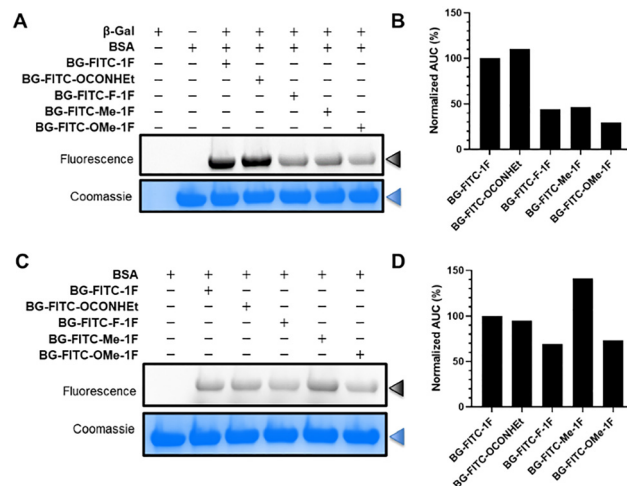 A
β-Gal + − + + + + +
BSA − + + + + + +
BG-FITC-1F − − + − − − −
BG-FITC-OCONHEt − − − + − − −
BG-FITC-F-1F − − − − + − −
BG-FITC-Me-1F − − − − − + −
BG-FITC-OMe-1F − − − − − − +
Fluorescence
Coomassie
B
Normalized AUC (%)
150
100
50
0
BG-FITC-1F
BG-FITC-OCONHEt
BG-FITC-F-1F
BG-FITC-Me-1F
BG-FITC-OMe-1F
C
BSA + + + + + +
BG-FITC-1F − + − − − −
BG-FITC-OCONHEt − − + − − −
BG-FITC-F-1F − − − + − −
BG-FITC-Me-1F − − − − + −
BG-FITC-OMe-1F − − − − − +
Fluorescence
Coomassie
D
Normalized AUC (%)
150
100
50
0
BG-FITC-1F
BG-FITC-OCONHEt
BG-FITC-F-1F
BG-FITC-Me-1F
BG-FITC-OMe-1F